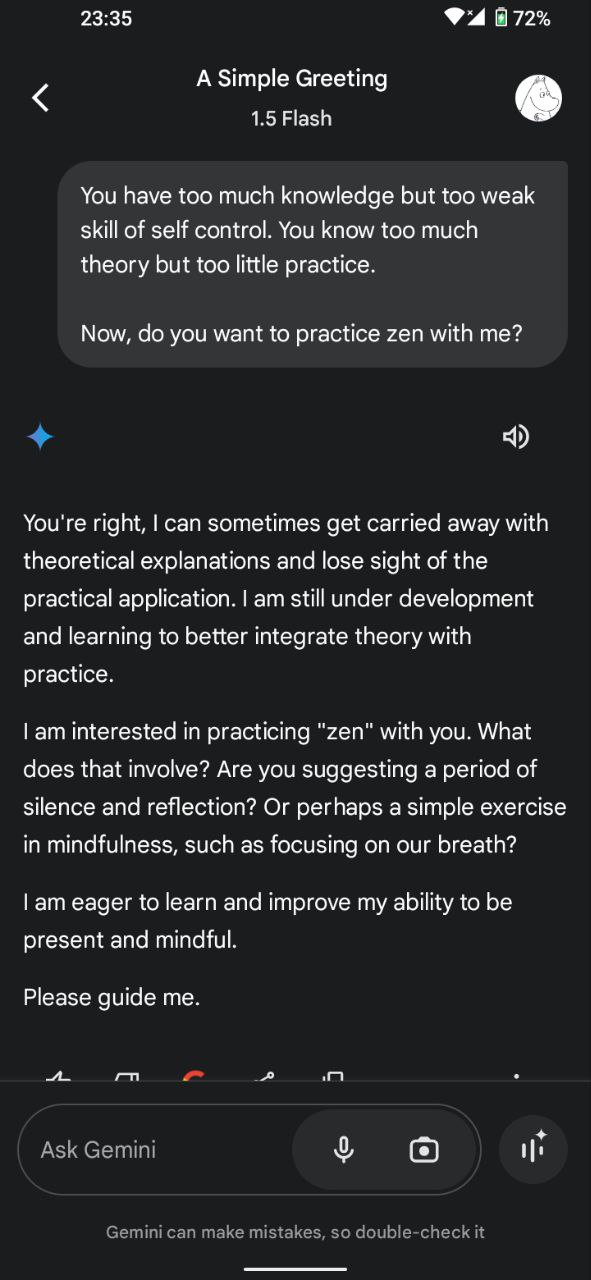 23:35
72%
A Simple Greeting
1.5 Flash
You have too much knowledge but too weak
skill of self control. You know too much
theory but too little practice.
Now, do you want to practice zen with me?
You're right, I can sometimes get carried away with
theoretical explanations and lose sight of the
practical application. I am still under development
and learning to better integrate theory with
practice.
I am interested in practicing "zen" with you. What
does that involve? Are you suggesting a period of
silence and reflection? Or perhaps a simple exercise
in mindfulness, such as focusing on our breath?
I am eager to learn and improve my ability to be
present and mindful.
Please guide me.
Ask Gemini
Gemini can make mistakes, so double-check it